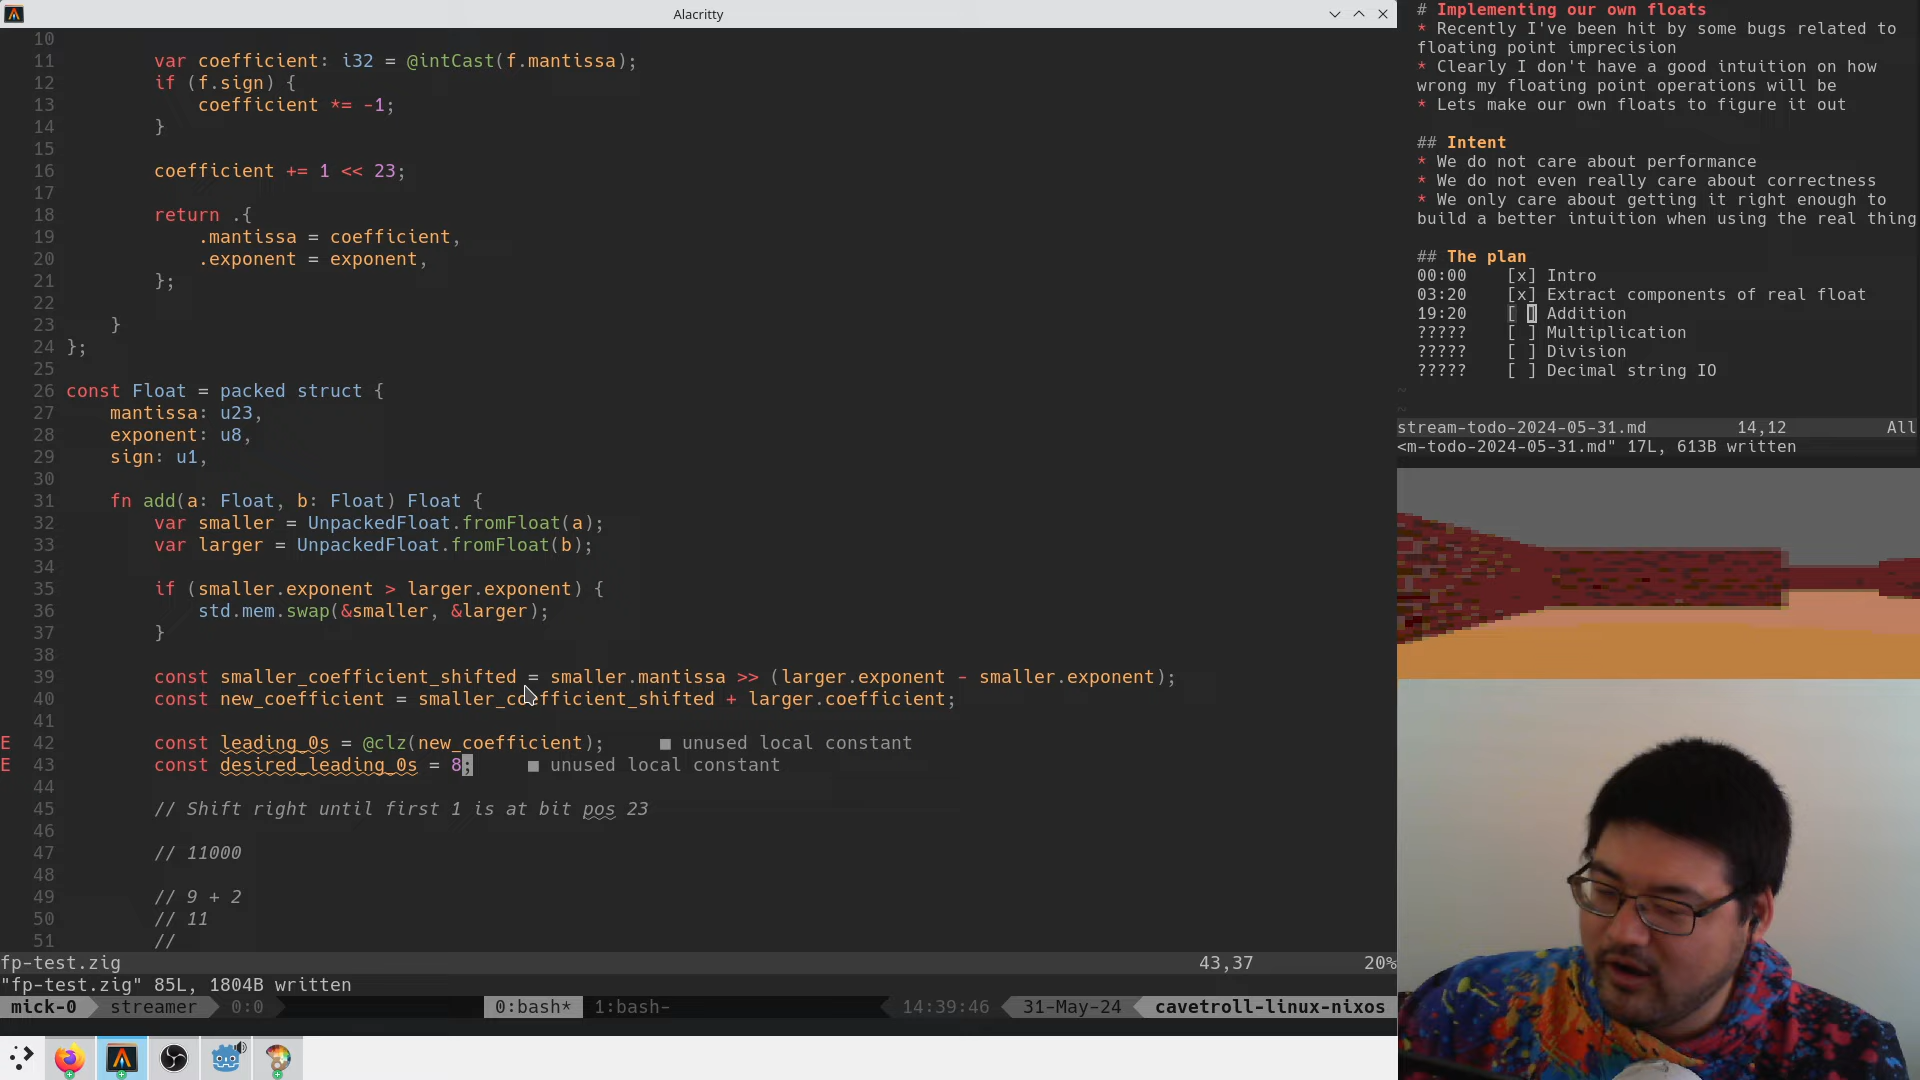 Alacritty
10
11 var coefficient: i32 = @intCast(f.mantissa);
12 if (f.sign) {
13 coefficient *= -1;
14 }
15
16 coefficient += 1 << 23;
17
18 return .{
19 .mantissa = coefficient,
20 .exponent = exponent,
21 };
22
23 }
24 };
25
26 const Float = packed struct {
27 mantissa: u23,
28 exponent: u8,
29 sign: u1,
30
31 fn add(a: Float, b: Float) Float {
32 var smaller = UnpackedFloat.fromFloat(a);
33 var larger = UnpackedFloat.fromFloat(b);
34
35 if (smaller.exponent > larger.exponent) {
36 std.mem.swap(&smaller, &larger);
37 }
38
39 const smaller_coefficient_shifted = smaller.mantissa >> (larger.exponent - smaller.exponent);
40 const new_coefficient = smaller_coefficient_shifted + larger.coefficient;
41
E 42 const leading_0s = @clz(new_coefficient); ■ unused local constant
E 43 const desired_leading_0s = 8; ■ unused local constant
44
45 // Shift right until first 1 is at bit pos 23
46
47 // 11000
48
49 // 9 + 2
50 // 11
51 //
fp-test.zig 43,37 20%
"fp-test.zig" 85L, 1804B written
mick-0 streamer 0:0 0:bash* 1:bash- 14:39:46 31-May-24 cavetroll-linux-nixos
# Implementing our own floats
* Recently I've been hit by some bugs related to
floating point imprecision
* Clearly I don't have a good intuition on how
wrong my floating point operations will be
* Lets make our own floats to figure it out
## Intent
* We do not care about performance
* We do not even really care about correctness
* We only care about getting it right enough to
build a better intuition when using the real thing
## The plan
00:00 [x] Intro
03:20 [x] Extract components of real float
19:20 [ ] Addition
????? [ ] Multiplication
????? [ ] Division
????? [ ] Decimal string IO
~
~
stream-todo-2024-05-31.md 14,12 All
<m-todo-2024-05-31.md" 17L, 613B written